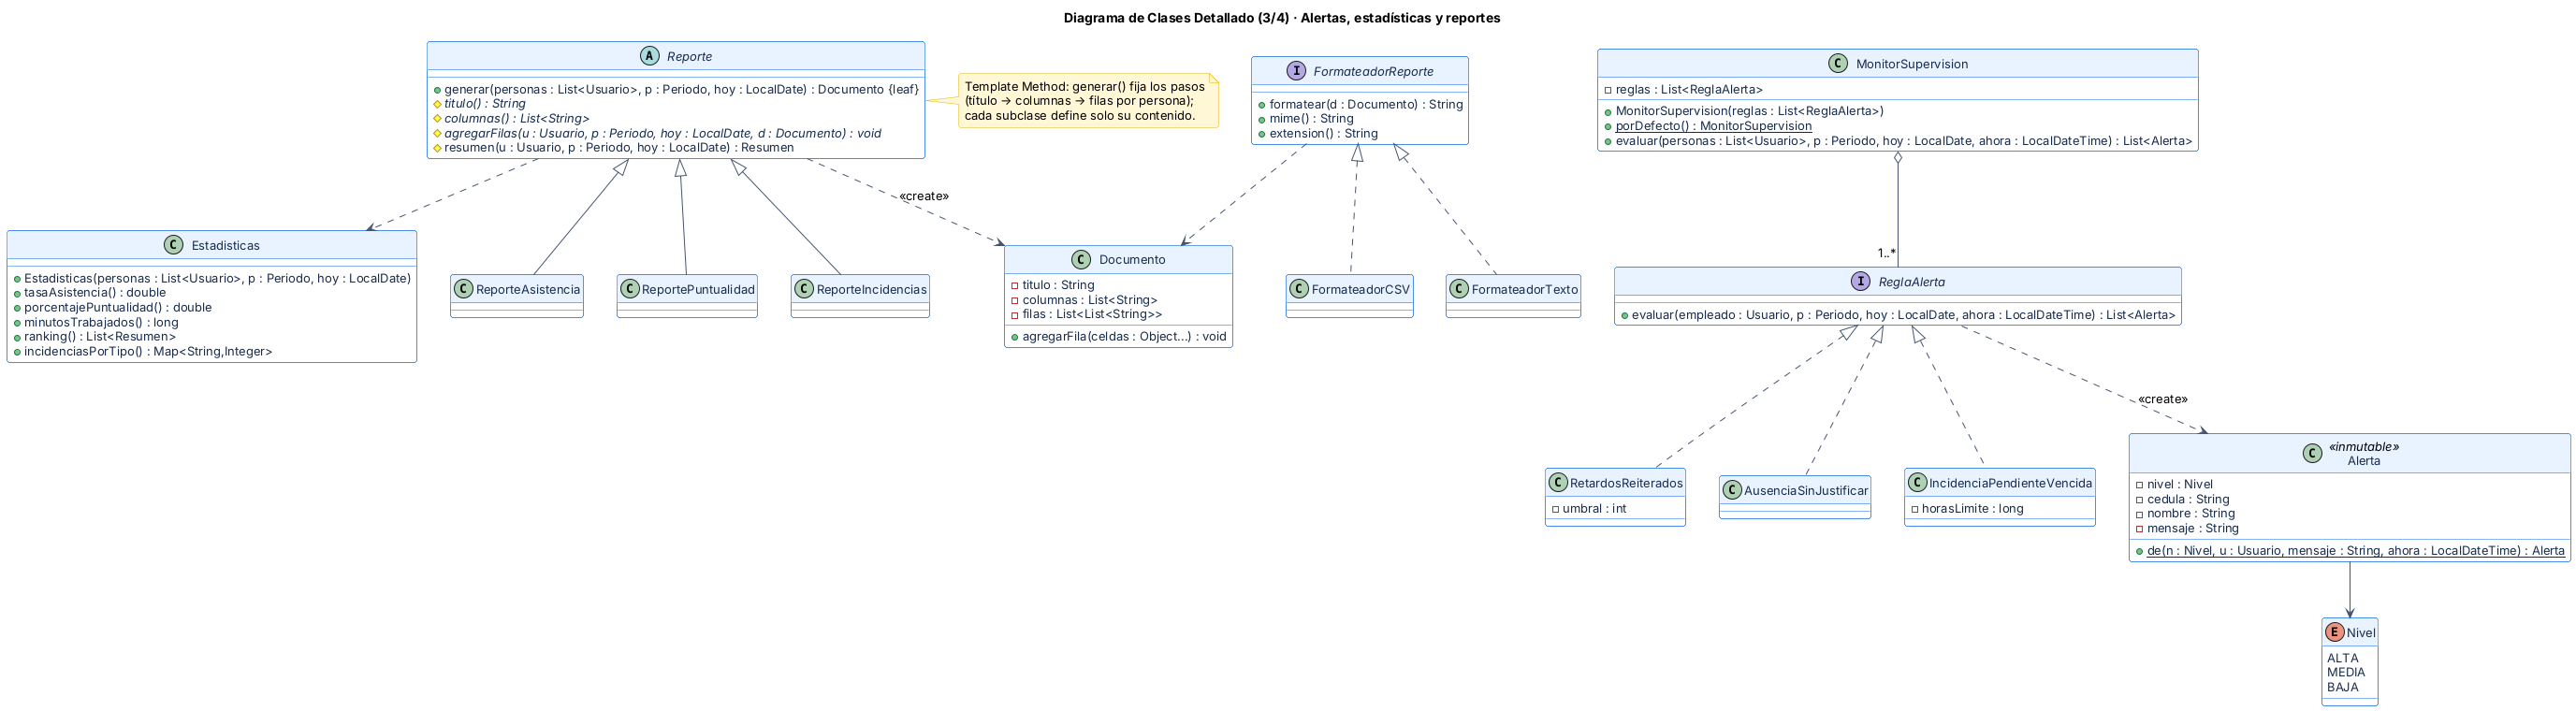 Diagrama de Clases Detallado (3/4) · Alertas, estadísticas y reportes
A Reporte
generar(personas : List<Usuario>, p : Periodo, hoy : LocalDate) : Documento {leaf}
titulo() : String
columnas() : List<String>
agregarFilas(u : Usuario, p : Periodo, hoy : LocalDate, d : Documento) : void
resumen(u : Usuario, p : Periodo, hoy : LocalDate) : Resumen
Template Method: generar() fija los pasos
(título → columnas → filas por persona);
cada subclase define solo su contenido.
I FormateadorReporte
formatear(d : Documento) : String
mime() : String
extension() : String
C MonitorSupervision
reglas : List<ReglaAlerta>
MonitorSupervision(reglas : List<ReglaAlerta>)
porDefecto() : MonitorSupervision
evaluar(personas : List<Usuario>, p : Periodo, hoy : LocalDate, ahora : LocalDateTime) : List<Alerta>
«create»
1..*
C Estadisticas
Estadisticas(personas : List<Usuario>, p : Periodo, hoy : LocalDate)
tasaAsistencia() : double
porcentajePuntualidad() : double
minutosTrabajados() : long
ranking() : List<Resumen>
incidenciasPorTipo() : Map<String,Integer>
C ReporteAsistencia
C ReportePuntualidad
C ReporteIncidencias
C Documento
titulo : String
columnas : List<String>
filas : List<List<String>>
agregarFila(celdas : Object...) : void
C FormateadorCSV
C FormateadorTexto
I ReglaAlerta
evaluar(empleado : Usuario, p : Periodo, hoy : LocalDate, ahora : LocalDateTime) : List<Alerta>
«create»
C RetardosReiterados
umbral : int
C AusenciaSinJustificar
C IncidenciaPendienteVencida
horasLimite : long
«inmutable»
C Alerta
nivel : Nivel
cedula : String
nombre : String
mensaje : String
de(n : Nivel, u : Usuario, mensaje : String, ahora : LocalDateTime) : Alerta
E Nivel
ALTA
MEDIA
BAJA